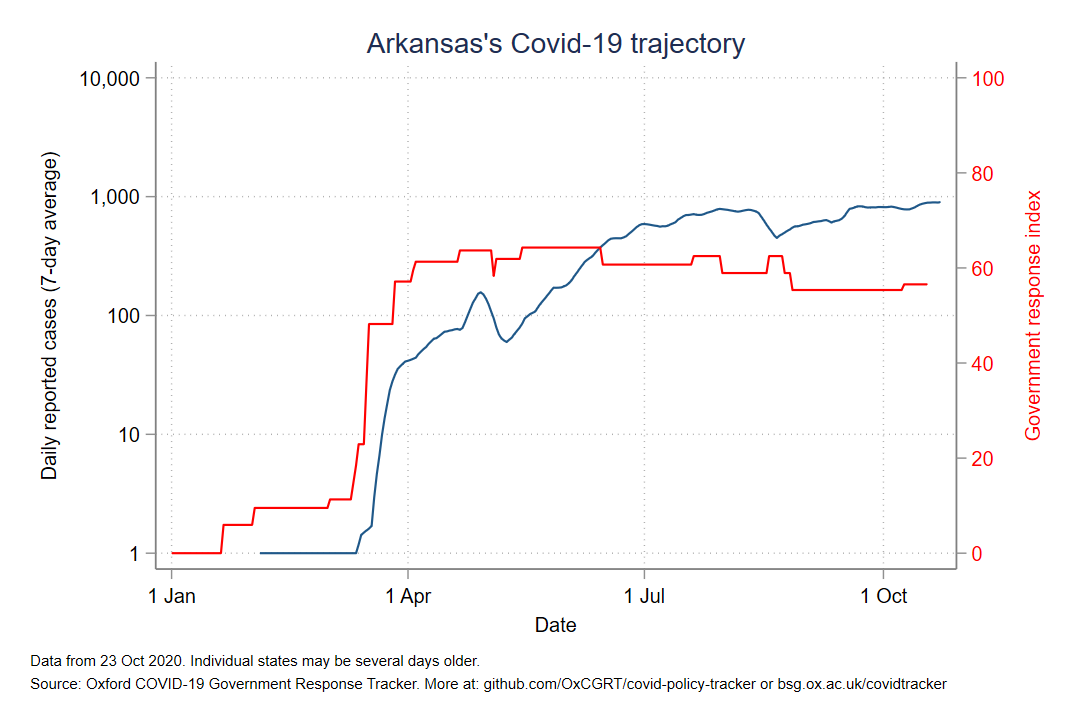 Arkansas's Covid-19 trajectory
10,000
1,000
100
10
1
Daily reported cases (7-day average)
100
80
60
40
20
0
Government response index
1 Jan
1 Apr
1 Jul
1 Oct
Date
Data from 23 Oct 2020. Individual states may be several days older.
Source: Oxford COVID-19 Government Response Tracker. More at: github.com/OxCGRT/covid-policy-tracker or bsg.ox.ac.uk/covidtracker